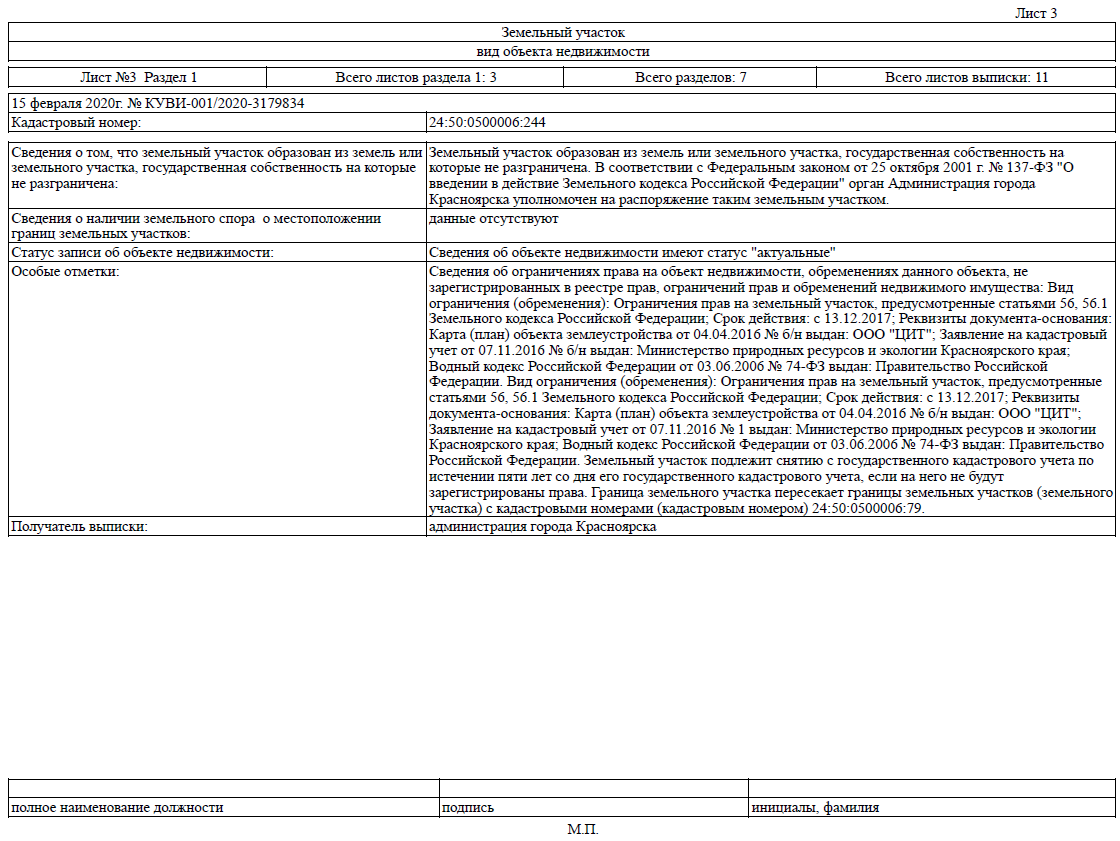 Лист 3
Земельный участок
вид объекта недвижимости
Лист №3 Раздел 1 Всего листов раздела 1: 3 Всего разделов: 7 Всего листов выписки: 11
15 февраля 2020г. № КУВИ-001/2020-3179834
Кадастровый номер: 24:50:0500006:244
Сведения о том, что земельный участок образован из земель или
земельного участка, государственная собственность на которые
не разграничена:
Земельный участок образован из земель или земельного участка, государственная собственность на
которые не разграничена. В соответствии с Федеральным законом от 25 октября 2001 г. № 137-ФЗ "О
введении в действие Земельного кодекса Российской Федерации" орган Администрация города
Красноярска уполномочен на распоряжение таким земельным участком.
Сведения о наличии земельного спора о местоположении
границ земельных участков:
данные отсутствуют
Статус записи об объекте недвижимости: Сведения об объекте недвижимости имеют статус "актуальные"
Особые отметки:
Сведения об ограничениях права на объект недвижимости, обременениях данного объекта, не
зарегистрированных в реестре прав, ограничений прав и обременений недвижимого имущества: Вид
ограничения (обременения): Ограничения прав на земельный участок, предусмотренные статьями 56, 56.1
Земельного кодекса Российской Федерации; Срок действия: с 13.12.2017; Реквизиты документа-основания:
Карта (план) объекта землеустройства от 04.04.2016 № б/н выдан: ООО "ЦИТ"; Заявление на кадастровый
учет от 07.11.2016 № б/н выдан: Министерство природных ресурсов и экологии Красноярского края;
Водный кодекс Российской Федерации от 03.06.2006 № 74-ФЗ выдан: Правительство Российской
Федерации. Вид ограничения (обременения): Ограничения прав на земельный участок, предусмотренные
статьями 56, 56.1 Земельного кодекса Российской Федерации; Срок действия: с 13.12.2017; Реквизиты
документа-основания: Карта (план) объекта землеустройства от 04.04.2016 № б/н выдан: ООО "ЦИТ";
Заявление на кадастровый учет от 07.11.2016 № 1 выдан: Министерство природных ресурсов и экологии
Красноярского края; Водный кодекс Российской Федерации от 03.06.2006 № 74-ФЗ выдан: Правительство
Российской Федерации. Земельный участок подлежит снятию с государственного кадастрового учета по
истечении пяти лет со дня его государственного кадастрового учета, если на него не будут
зарегистрированы права. Граница земельного участка пересекает границы земельных участков (земельного
участка) с кадастровыми номерами (кадастровым номером) 24:50:0500006:79.
Получатель выписки: администрация города Красноярска
полное наименование должности подпись инициалы, фамилия
М.П.